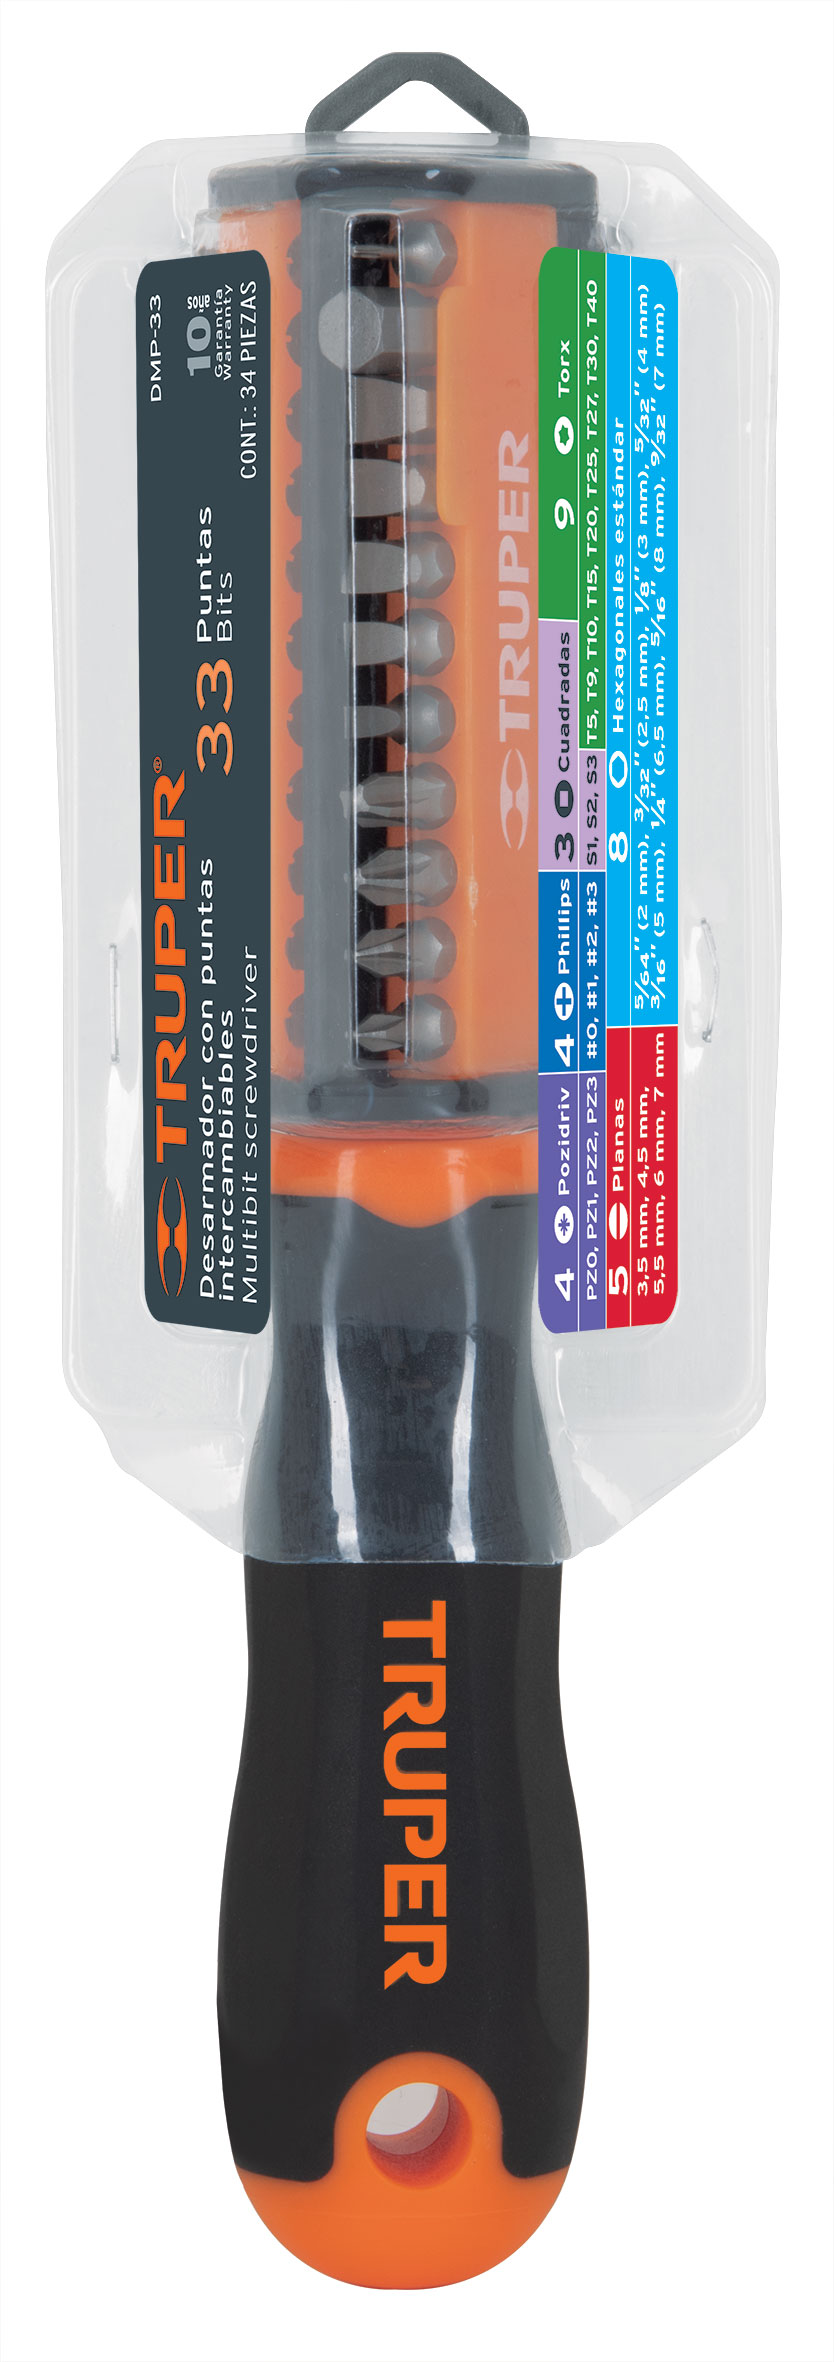 DMP-33
10 años
Garantía
Warranty
CONT.: 34 PIEZAS
TRUPER®
33 Puntas
Bits
Desarmador con puntas
intercambiables
Multibit screwdriver
TRUPER
4 Pozidriv
PZ0, PZ1, PZ2, PZ3
4 Phillips
#0, #1, #2, #3
3 Cuadradas
S1, S2, S3
9 Torx
T5, T9, T10, T15, T20, T25, T27, T30, T40
5 Planas
3,5 mm, 4,5 mm,
5,5 mm, 6 mm, 7 mm
8 Hexagonales estándar
5/64" (2 mm), 3/32" (2,5 mm), 1/8" (3 mm), 5/32" (4 mm)
3/16" (5 mm), 1/4" (6,5 mm), 5/16" (8 mm), 9/32" (7 mm)
TRUPER